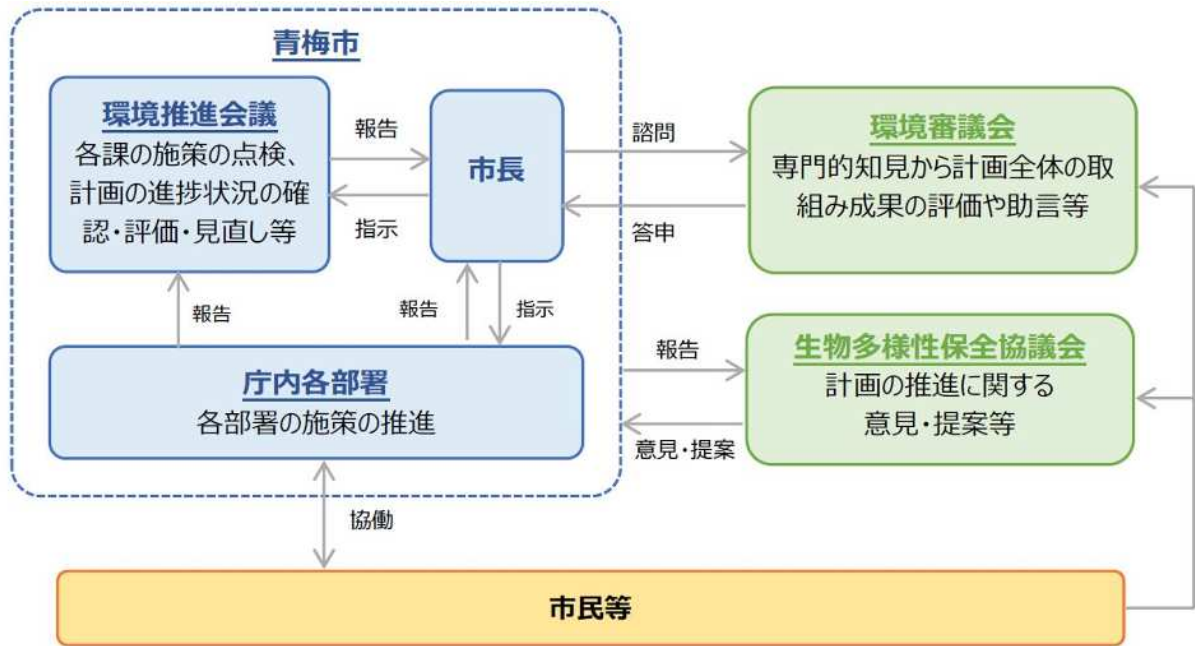 青梅市
環境推進会議
各課の施策の点検、
計画の進捗状況の確
認・評価・見直し等
報告
指示
市長
諮問
答申
環境審議会
専門的知見から計画全体の取
組み成果の評価や助言等
報告
報告
指示
庁内各部署
各部署の施策の推進
報告
意見・提案
生物多様性保全協議会
計画の推進に関する
意見・提案等
協働
市民等